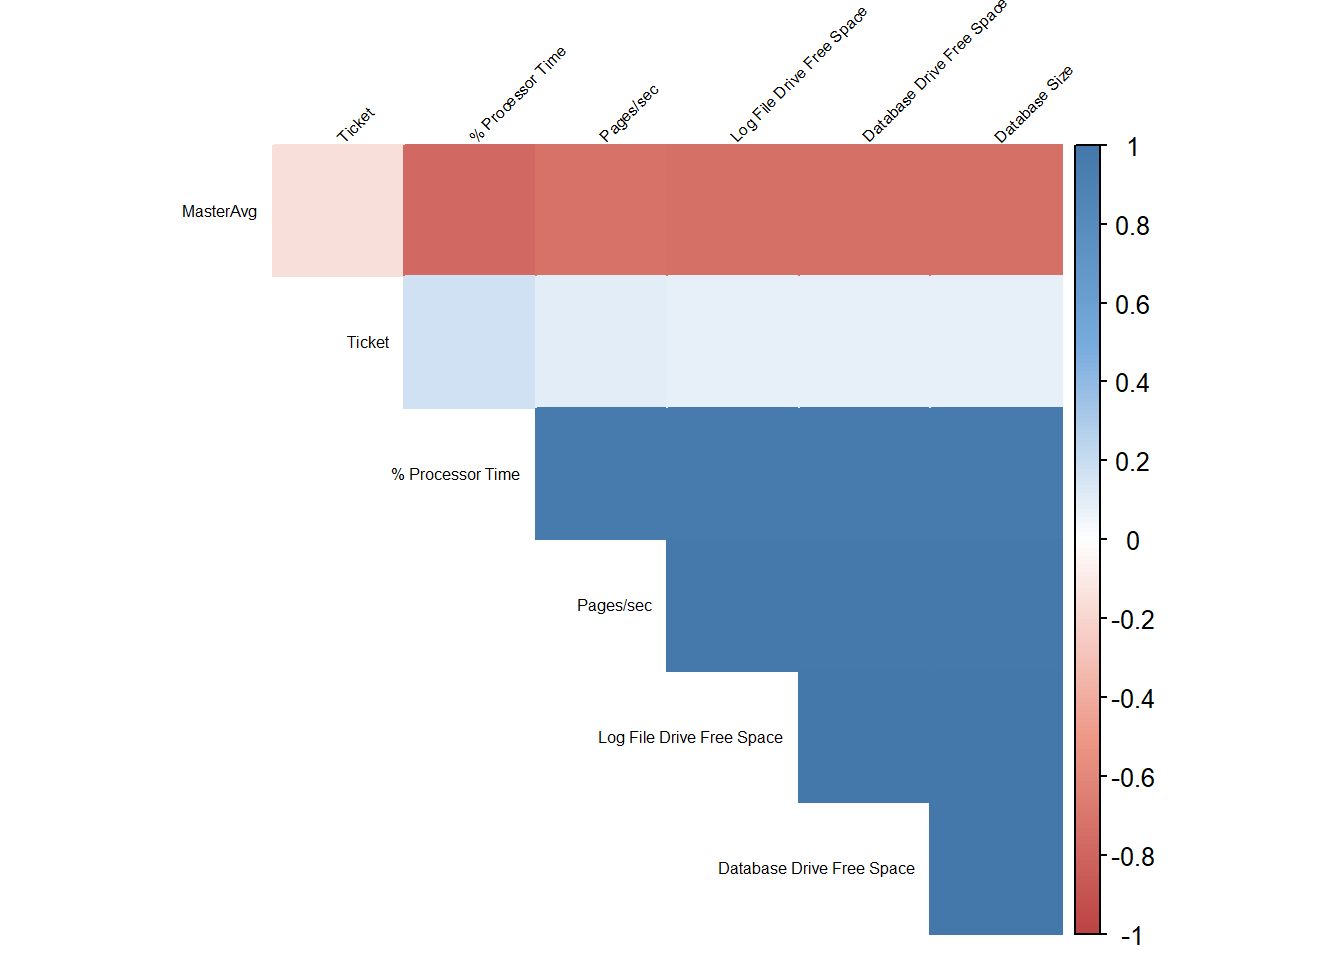 Ticket
% Processor Time
Pages/sec
Log File Drive Free Space
Database Drive Free Space
Database Size
MasterAvg
Ticket
% Processor Time
Pages/sec
Log File Drive Free Space
Database Drive Free Space
1
0.8
0.6
0.4
0.2
0
-0.2
-0.4
-0.6
-0.8
-1